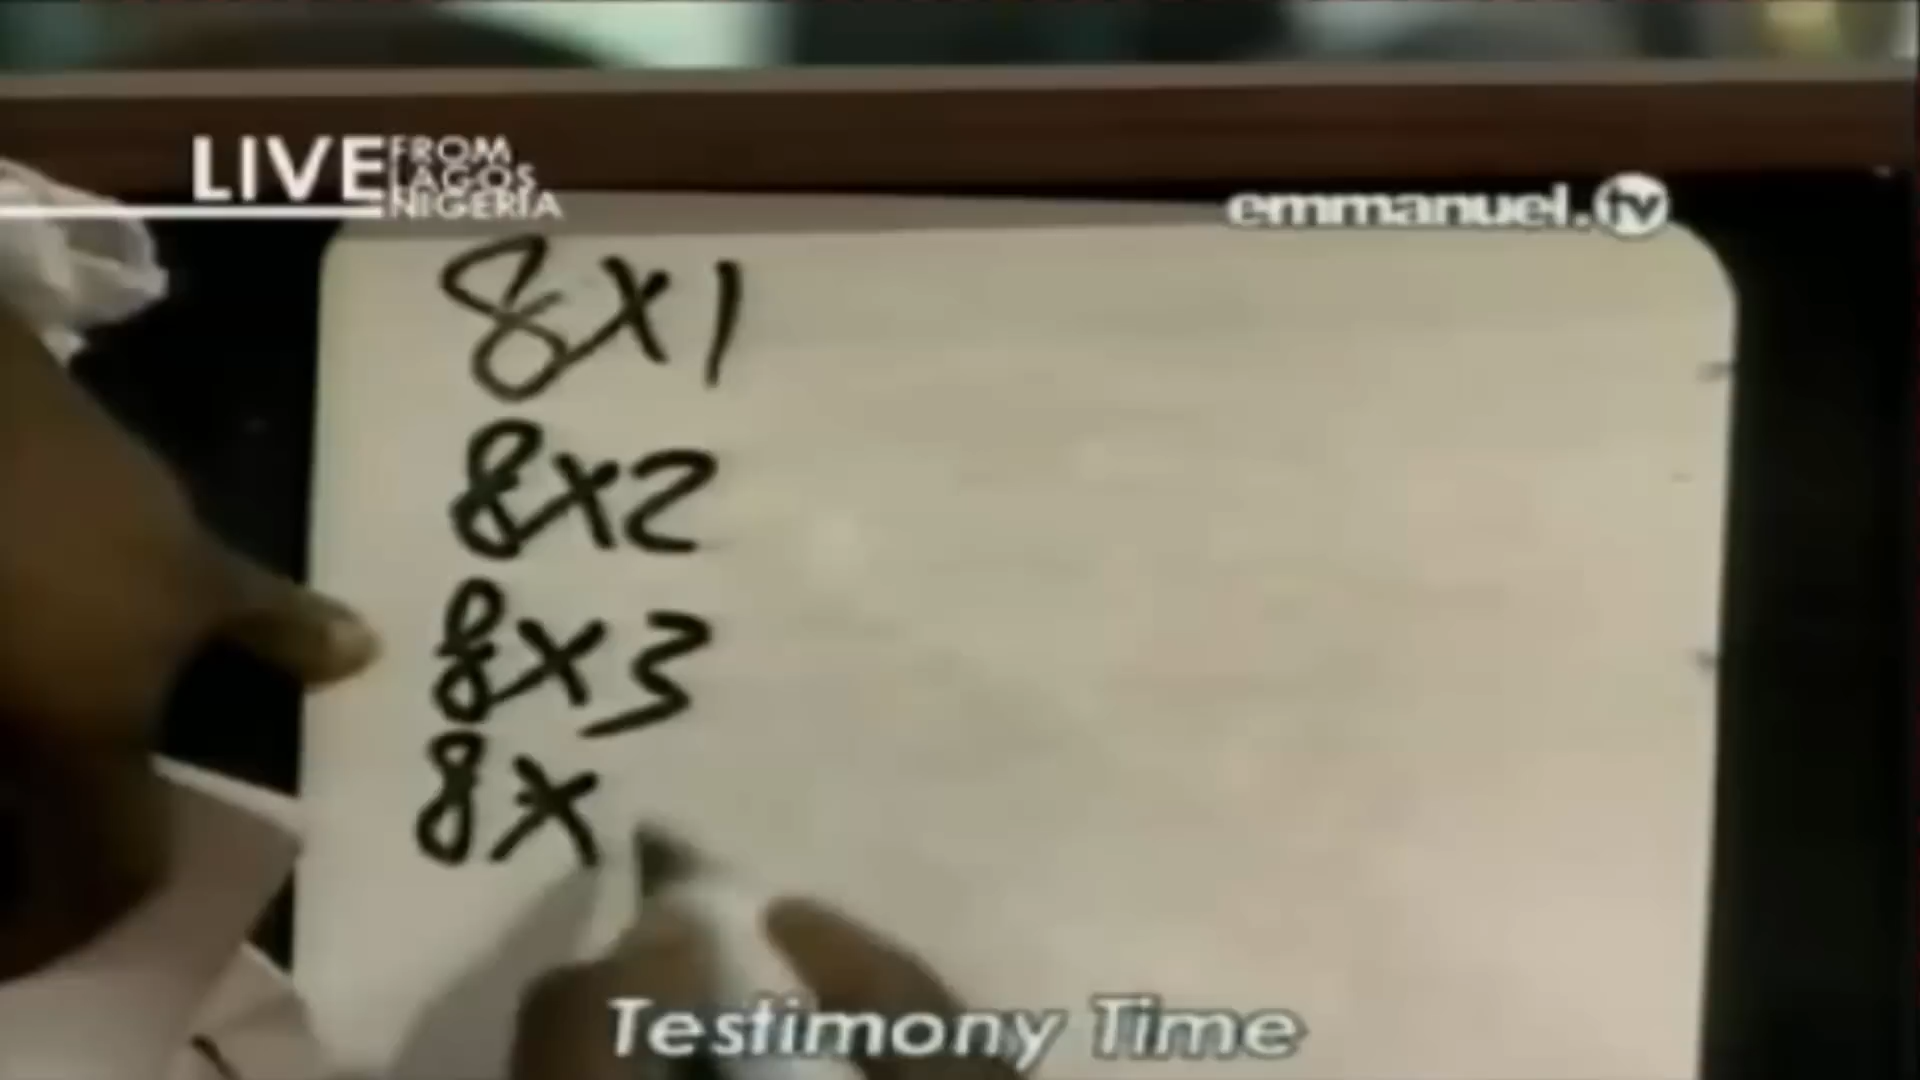 LIVE FROM
LAGOS
NIGERIA
emmanuel.tv
8x1
8x2
8x3
8x
Testimony Time